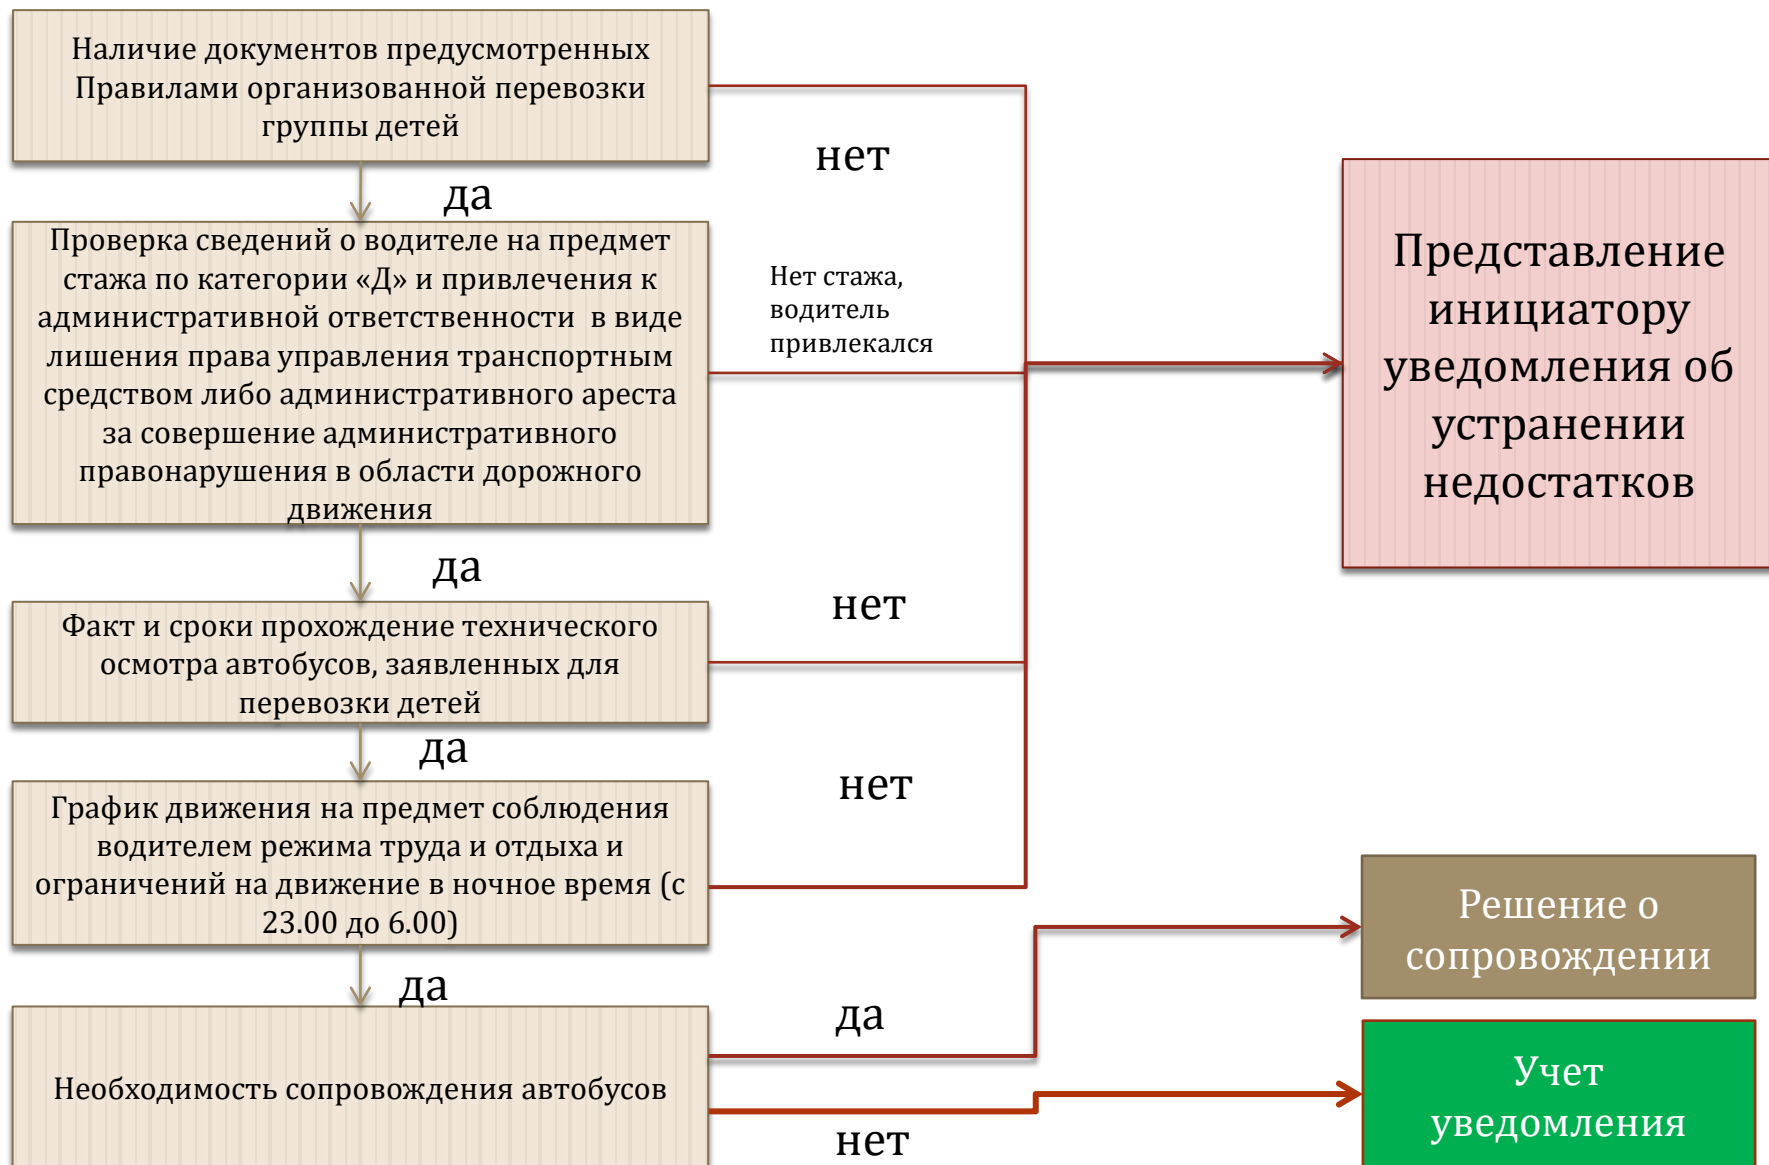 Наличие документов предусмотренных
Правилами организованной перевозки
группы детей
нет
да
Проверка сведений о водителе на предмет
стажа по категории «Д» и привлечения к
административной ответственности в виде
лишения права управления транспортным
средством либо административного ареста
за совершение административного
правонарушения в области дорожного
движения
Нет стажа,
водитель
привлекался
Представление
инициатору
уведомления об
устранении
недостатков
да
Факт и сроки прохождение технического
осмотра автобусов, заявленных для
перевозки детей
нет
да
График движения на предмет соблюдения
водителем режима труда и отдыха и
ограничений на движение в ночное время (с
23.00 до 6.00)
нет
да
Необходимость сопровождения автобусов
да
Решение о
сопровождении
нет
Учет
уведомления